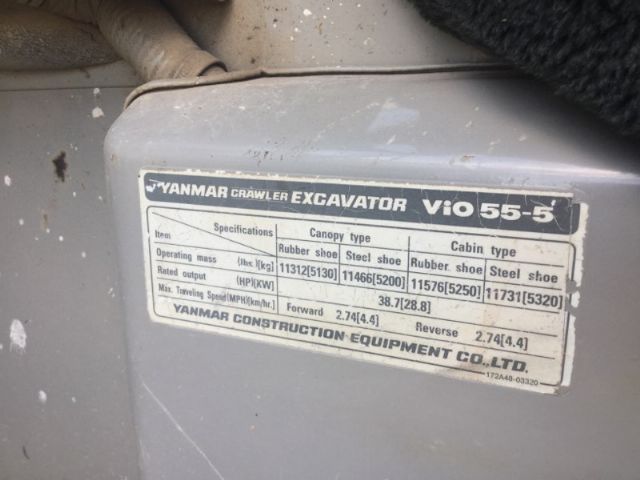 YANMAR CRAWLER EXCAVATOR ViO 55-5
Item Specifications Canopy type Cabin type
Rubber shoe Steel shoe Rubber shoe Steel shoe
Operating mass (lbs.)[kg] 11312[5130] 11466[5200] 11576[5250] 11731[5320]
Rated output (HP)[KW] 38.7[28.8]
Max. Traveling Speed(MPH)[km/hr.] Forward 2.74[4.4] Reverse 2.74[4.4]
YANMAR CONSTRUCTION EQUIPMENT CO.,LTD.
172A48-03320